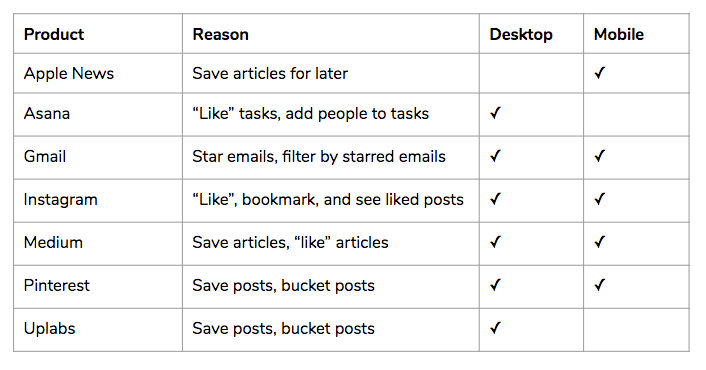 Product Reason Desktop Mobile
Apple News Save articles for later ✓
Asana “Like” tasks, add people to tasks ✓
Gmail Star emails, filter by starred emails ✓ ✓
Instagram “Like”, bookmark, and see liked posts ✓ ✓
Medium Save articles, “like” articles ✓ ✓
Pinterest Save posts, bucket posts ✓ ✓
Uplabs Save posts, bucket posts ✓